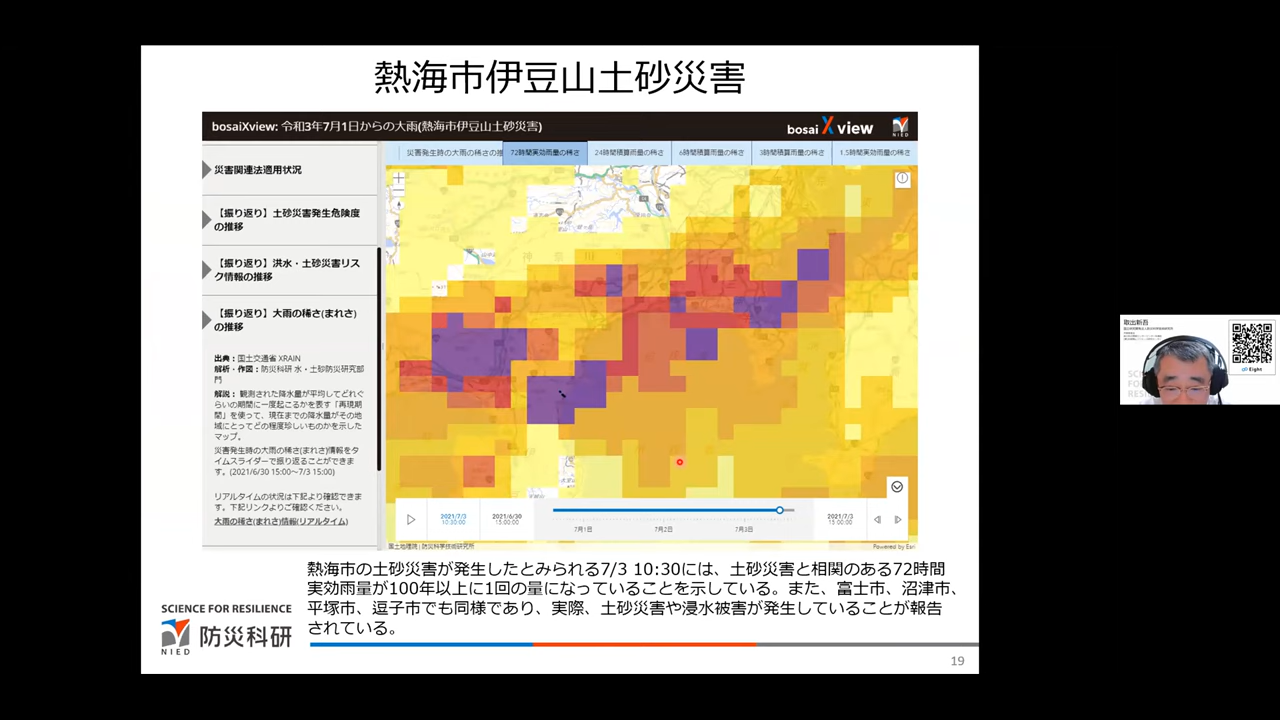 熱海市伊豆山土砂災害
bosaiXview: 令和3年7月1日からの大雨(熱海市伊豆山土砂災害)
bosai X view
NIED
災害発生時の大雨の稀さの推
72時間実効雨量の稀さ
24時間積算雨量の稀さ
6時間積算雨量の稀さ
3時間積算雨量の稀さ
1.5時間実効雨量の稀さ
災害関連法適用状況
【振り返り】土砂災害発生危険度
の推移
【振り返り】洪水・土砂災害リス
ク情報の推移
【振り返り】大雨の稀さ(まれさ)
の推移
出典：国土交通省 XRAIN
解析・作図：防災科研 水・土砂防災研究部
門
解説： 観測された降水量が平均してどれぐ
らいの期間に一度起こるかを表す「再現期
間」を使って、現在までの降水量がその地
域にとってどの程度珍しいものかを示した
マップ。
災害発生時の大雨の稀さ(まれさ)情報をタ
イムスライダーで振り返ることができま
す。(2021/6/30 15:00～7/3 15:00)
リアルタイムの状況は下記より確認できま
す。下記リンクよりご確認ください。
大雨の稀さ(まれさ)情報(リアルタイム)
2021/7/3
10:30:00
2021/6/30
15:00:00
7月1日
7月2日
7月3日
2021/7/3
15:00:00
国土地理院 | 防災科学技術研究所
Powered by Esri
熱海市の土砂災害が発生したとみられる7/3 10:30には、土砂災害と相関のある72時間
実効雨量が100年以上に1回の量になっていることを示している。また、富士市、沼津市、
平塚市、逗子市でも同様であり、実際、土砂災害や浸水被害が発生していることが報告
されている。
SCIENCE FOR RESILIENCE
防災科研
NIED
19
取出新吾
Eight